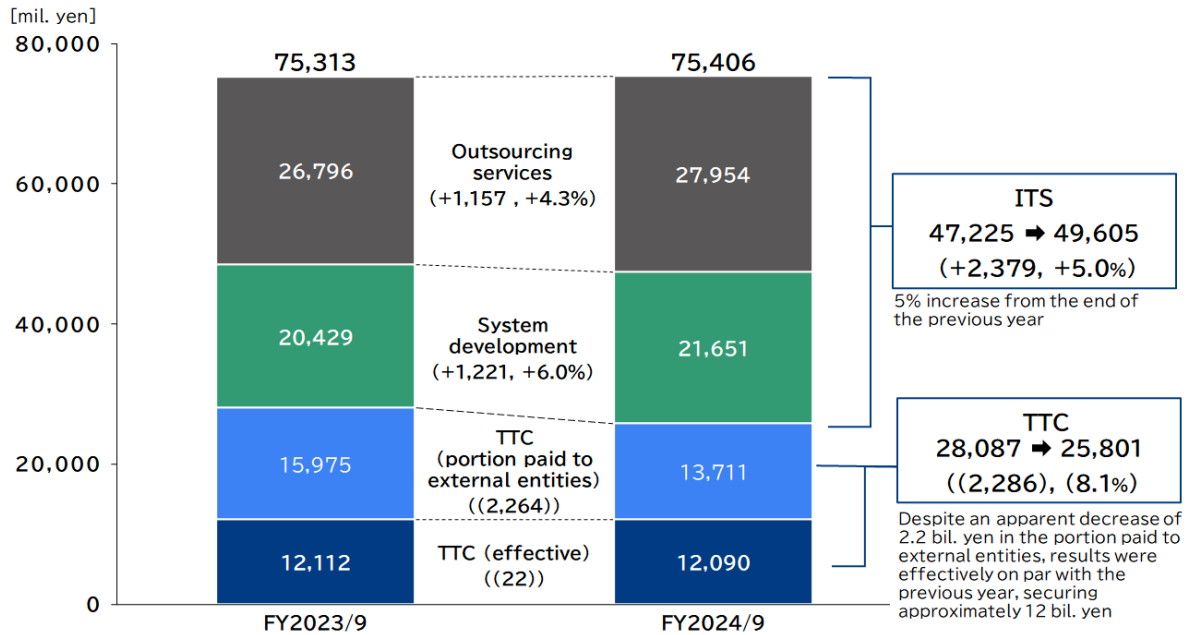 [mil. yen]
80,000
60,000
40,000
20,000
0
75,313
26,796
20,429
15,975
12,112
FY2023/9
Outsourcing
services
(+1,157 , +4.3%)
System
development
(+1,221, +6.0%)
TTC
(portion paid to
external entities)
((2,264))
TTC (effective)
((22))
75,406
27,954
21,651
13,711
12,090
FY2024/9
ITS
47,225 ➡ 49,605
(+2,379, +5.0%)
5% increase from the end of
the previous year
TTC
28,087 ➡ 25,801
((2,286), (8.1%)
Despite an apparent decrease of
2.2 bil. yen in the portion paid to
external entities, results were
effectively on par with the
previous year, securing
approximately 12 bil. yen